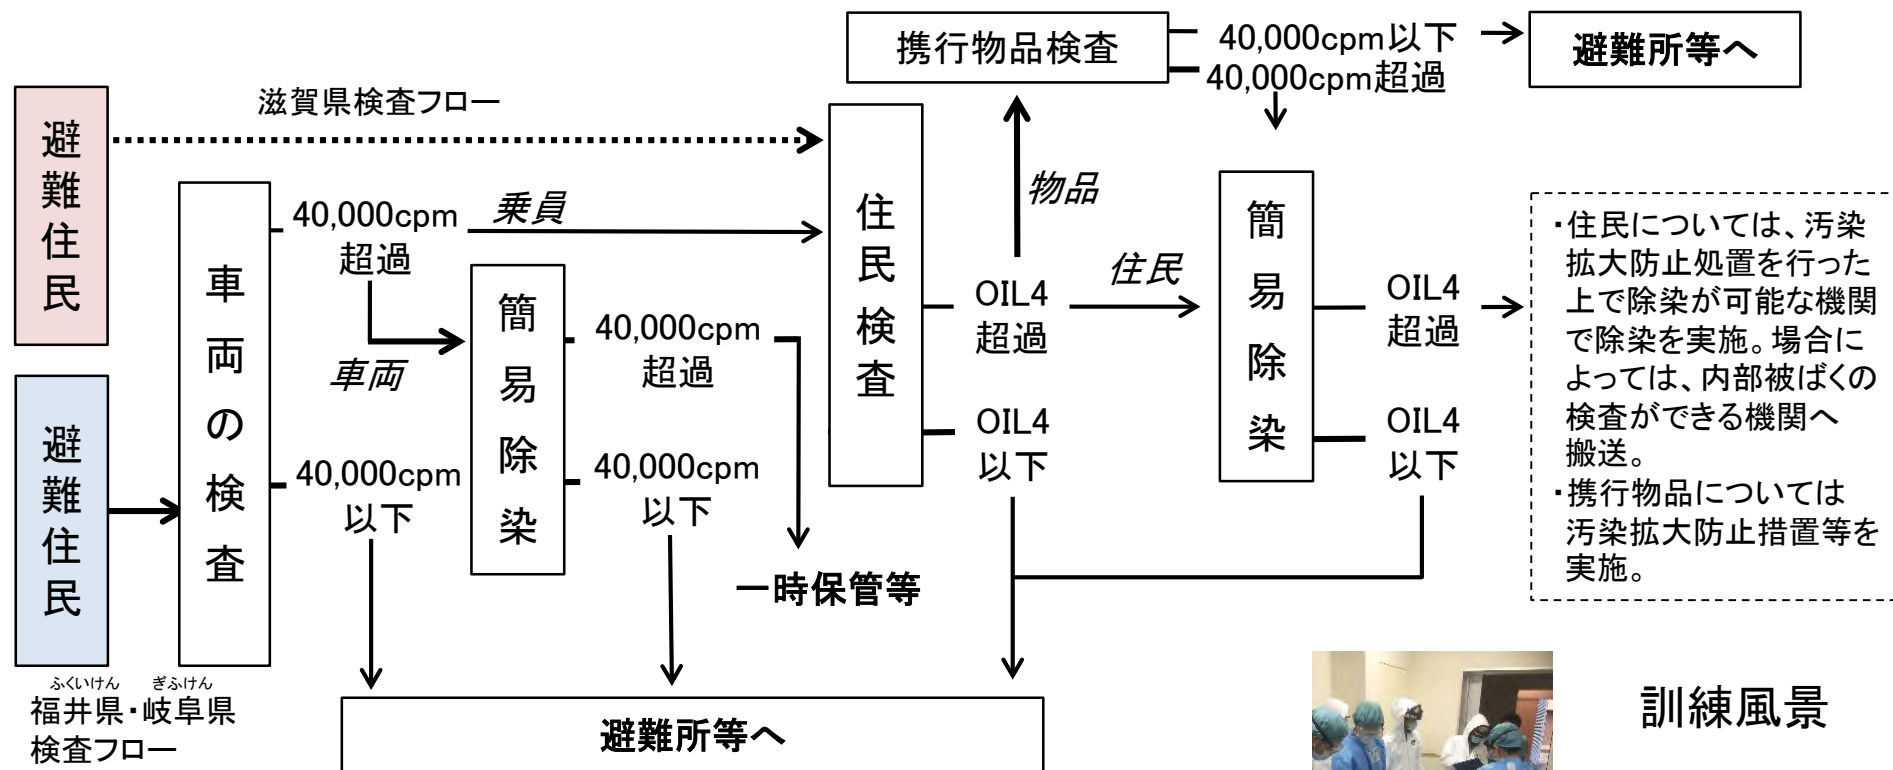 避難住民
滋賀県検査フロー
避難住民
ふくいけん ぎふけん
福井県・岐阜県
検査フロー
車両の検査
40,000cpm
超過
乗員
車両
40,000cpm
以下
簡易除染
40,000cpm
超過
40,000cpm
以下
一時保管等
避難所等へ
住民検査
携行物品検査
40,000cpm以下
40,000cpm超過
避難所等へ
物品
OIL4
超過
住民
OIL4
以下
簡易除染
OIL4
超過
OIL4
以下
・住民については、汚染
拡大防止処置を行った
上で除染が可能な機関
で除染を実施。場合に
よっては、内部被ばくの
検査ができる機関へ
搬送。
・携行物品については
汚染拡大防止措置等を
実施。
訓練風景